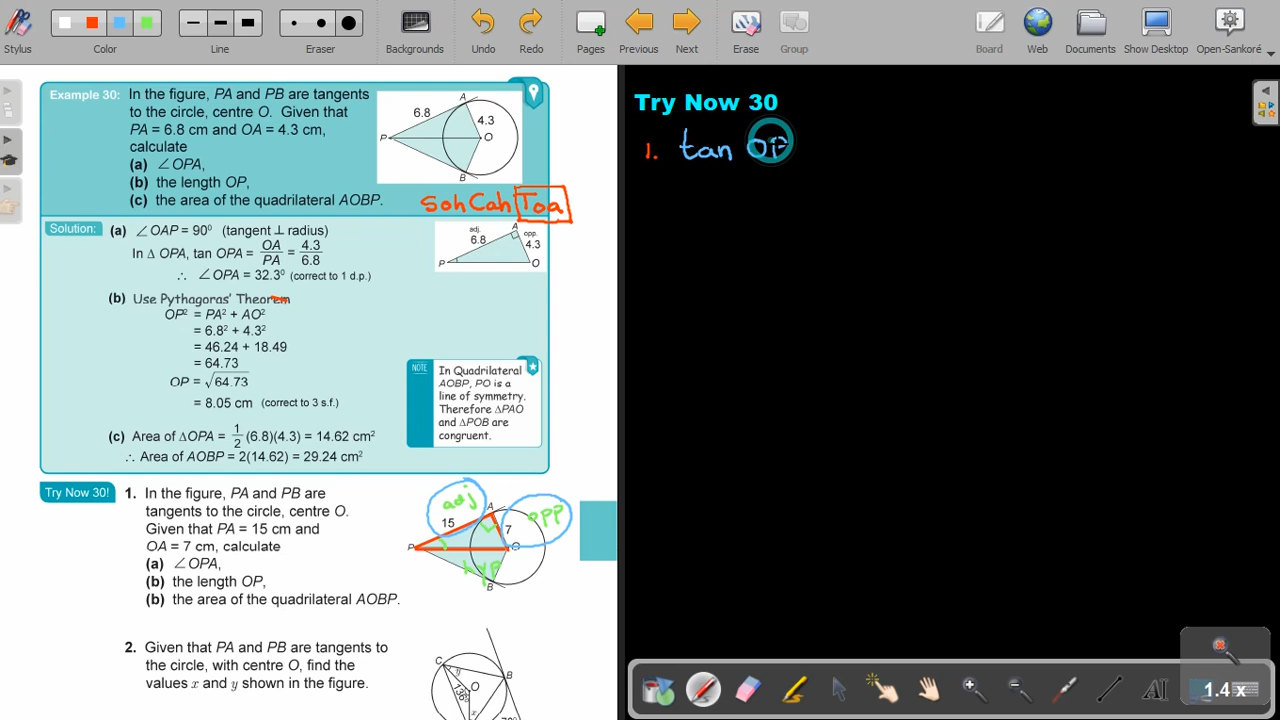 Stylus
Color
Line
Eraser
Backgrounds
Undo
Redo
Pages
Previous
Next
Erase
Group
Board
Web
Documents
Show Desktop
Open-Sankoré
Example 30:
In the figure, PA and PB are tangents
to the circle, centre O. Given that
PA = 6.8 cm and OA = 4.3 cm,
calculate
(a) ∠OPA,
(b) the length OP,
(c) the area of the quadrilateral AOBP.
A
6.8
4.3
P
O
B
Soh Cah Toa
Solution:
(a) ∠OAP = 90⁰ (tangent ⊥ radius)
In Δ OPA, tan OPA = OA/PA = 4.3/6.8
∴ ∠OPA = 32.3⁰ (correct to 1 d.p.)
adj.
6.8
A
opp.
4.3
P
O
(b) Use Pythagoras' Theorem
OP² = PA² + AO²
= 6.8² + 4.3²
= 46.24 + 18.49
= 64.73
OP = √64.73
= 8.05 cm (correct to 3 s.f.)
NOTE
In Quadrilateral
AOBP, PO is a
line of symmetry.
Therefore ΔPAO
and ΔPOB are
congruent.
(c) Area of ΔOPA = 1/2 (6.8)(4.3) = 14.62 cm²
∴ Area of AOBP = 2(14.62) = 29.24 cm²
Try Now 30!
1. In the figure, PA and PB are
tangents to the circle, centre O.
Given that PA = 15 cm and
OA = 7 cm, calculate
(a) ∠OPA,
(b) the length OP,
(b) the area of the quadrilateral AOBP.
adj
A
15
7
opp
P
O
hyp
B
2. Given that PA and PB are tangents to
the circle, with centre O, find the
values x and y shown in the figure.
C
y
B
O
x
Try Now 30
1. tan OP
1.4 x